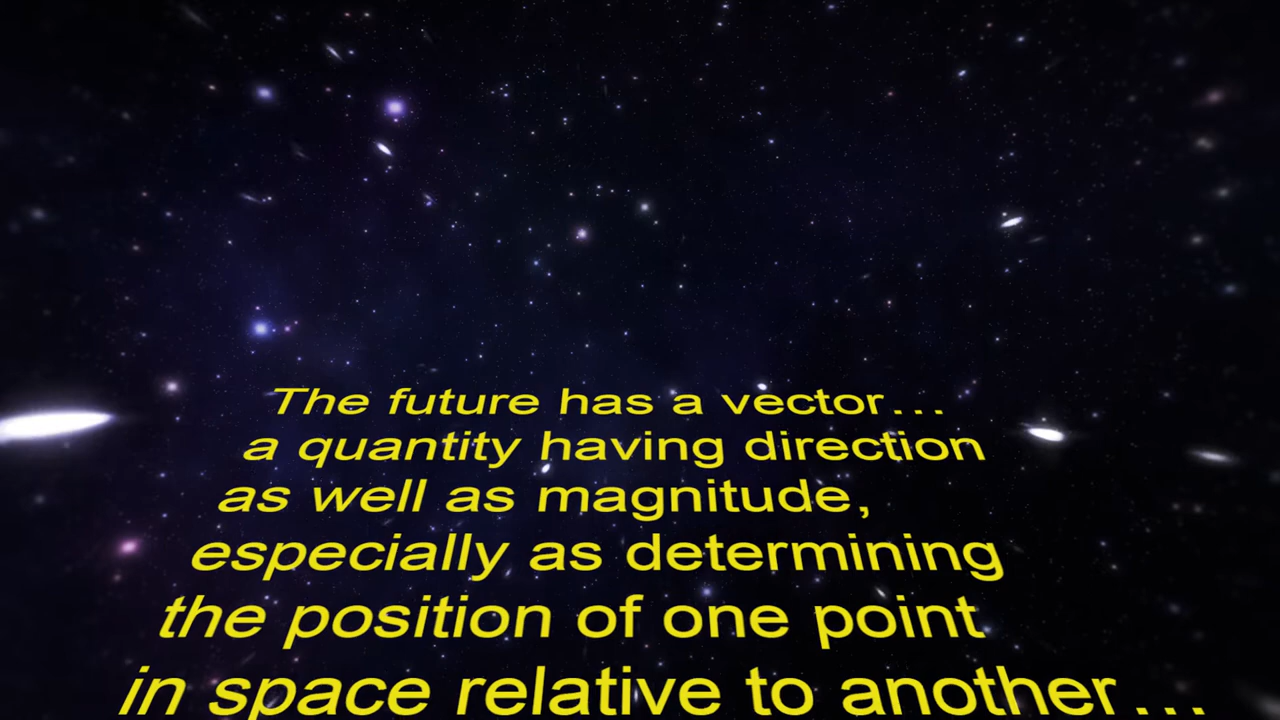 The future has a vector...
a quantity having direction
as well as magnitude,
especially as determining
the position of one point
in space relative to another...